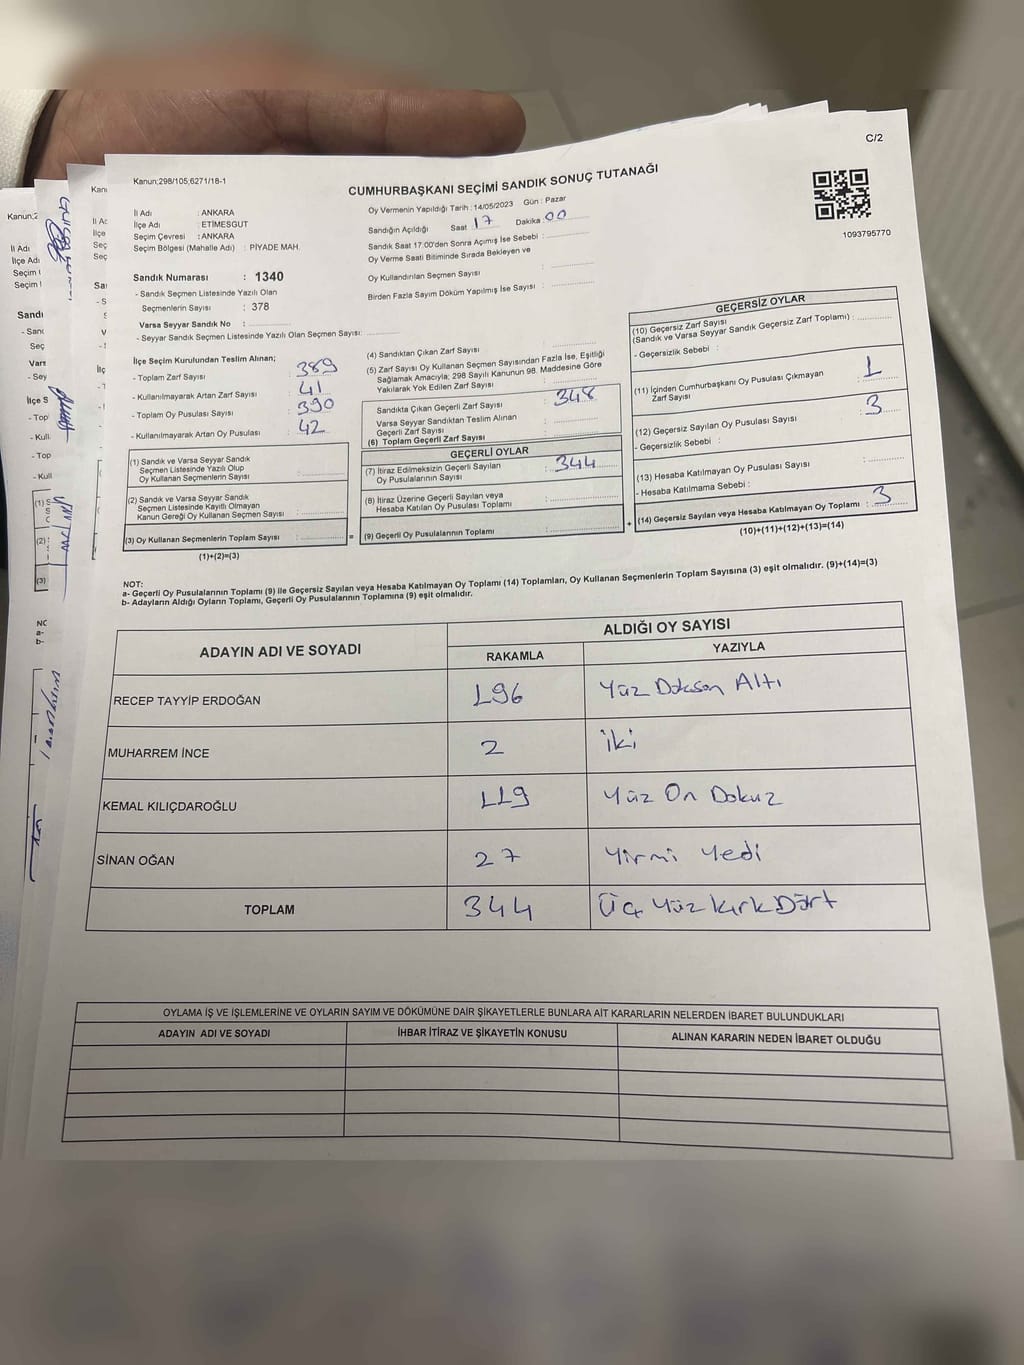 C/2
Kanun;298/105;6271/18-1
CUMHURBAŞKANI SEÇİMİ SANDIK SONUÇ TUTANAĞI
1093795770
İl Adı : ANKARA
İlçe Adı : ETİMESGUT
Seçim Çevresi : ANKARA
Seçim Bölgesi (Mahalle Adı) : PİYADE MAH.
Oy Vermenin Yapıldığı Tarih : 14/05/2023 Gün : Pazar
Sandığın Açıldığı Saat : 17 Dakika : 00
Sandık Saat 17.00'den Sonra Açımış İse Sebebi :
Oy Verme Saati Bitiminde Sırada Bekleyen ve
Oy Kullandırılan Seçmen Sayısı :
Birden Fazla Sayım Döküm Yapılmış İse Sayısı :
Sandık Numarası : 1340
- Sandık Seçmen Listesinde Yazılı Olan
Seçmenlerin Sayısı : 378
Varsa Seyyar Sandık No :
- Seyyar Sandık Seçmen Listesinde Yazılı Olan Seçmen Sayısı:
İlçe Seçim Kurulundan Teslim Alınan;
- Toplam Zarf Sayısı : 389
- Kullanılmayarak Artan Zarf Sayısı : 41
- Toplam Oy Pusulası Sayısı : 390
- Kullanılmayarak Artan Oy Pusulası : 42
(1) Sandık ve Varsa Seyyar Sandık
Seçmen Listesinde Yazılı Olup
Oy Kullanan Seçmenlerin Sayısı :
(2) Sandık ve Varsa Seyyar Sandık
Seçmen Listesinde Kayıtlı Olmayan
Kanun Gereği Oy Kullanan Seçmen Sayısı :
(3) Oy Kullanan Seçmenlerin Toplam Sayısı :
(1)+(2)=(3)
(4) Sandıktan Çıkan Zarf Sayısı :
(5) Zarf Sayısı Oy Kullanan Seçmen Sayısından Fazla İse, Eşitliği
Sağlamak Amacıyla; 298 Sayılı Kanunun 98. Maddesine Göre
Yakılarak Yok Edilen Zarf Sayısı :
Sandıkta Çıkan Geçerli Zarf Sayısı : 348
Varsa Seyyar Sandıktan Teslim Alınan
Geçerli Zarf Sayısı :
(6) Toplam Geçerli Zarf Sayısı :
GEÇERLİ OYLAR
(7) İtiraz Edilmeksizin Geçerli Sayılan
Oy Pusulalarının Sayısı : 344
(8) İtiraz Üzerine Geçerli Sayılan veya
Hesaba Katılan Oy Pusulası Toplamı :
= (9) Geçerli Oy Pusulalarının Toplamı :
GEÇERSİZ OYLAR
(10) Geçersiz Zarf Sayısı
(Sandık ve Varsa Seyyar Sandık Geçersiz Zarf Toplamı) :
- Geçersizlik Sebebi :
(11) İçinden Cumhurbaşkanı Oy Pusulası Çıkmayan
Zarf Sayısı : 1
(12) Geçersiz Sayılan Oy Pusulası Sayısı : 3
- Geçersizlik Sebebi :
(13) Hesaba Katılmayan Oy Pusulası Sayısı :
- Hesaba Katılmama Sebebi :
+ (14) Geçersiz Sayılan veya Hesaba Katılmayan Oy Toplamı : 3
(10)+(11)+(12)+(13)=(14)
NOT:
a- Geçerli Oy Pusulalarının Toplamı (9) ile Geçersiz Sayılan veya Hesaba Katılmayan Oy Toplamı (14) Toplamları, Oy Kullanan Seçmenlerin Toplam Sayısına (3) eşit olmalıdır. (9)+(14)=(3)
b- Adayların Aldığı Oyların Toplamı, Geçerli Oy Pusulalarının Toplamına (9) eşit olmalıdır.
ADAYIN ADI VE SOYADI
ALDIĞI OY SAYISI
RAKAMLA YAZIYLA
RECEP TAYYİP ERDOĞAN 196 Yüz Doksan Altı
MUHARREM İNCE 2 İki
KEMAL KILIÇDAROĞLU 119 Yüz On Dokuz
SİNAN OĞAN 27 Yirmi Yedi
TOPLAM 344 Üç Yüz Kırk Dört
OYLAMA İŞ VE İŞLEMLERİNE VE OYLARIN SAYIM VE DÖKÜMÜNE DAİR ŞİKAYETLERLE BUNLARA AİT KARARLARIN NELERDEN İBARET BULUNDUKLARI
ADAYIN ADI VE SOYADI İHBAR İTİRAZ VE ŞİKAYETİN KONUSU ALINAN KARARIN NEDEN İBARET OLDUĞU